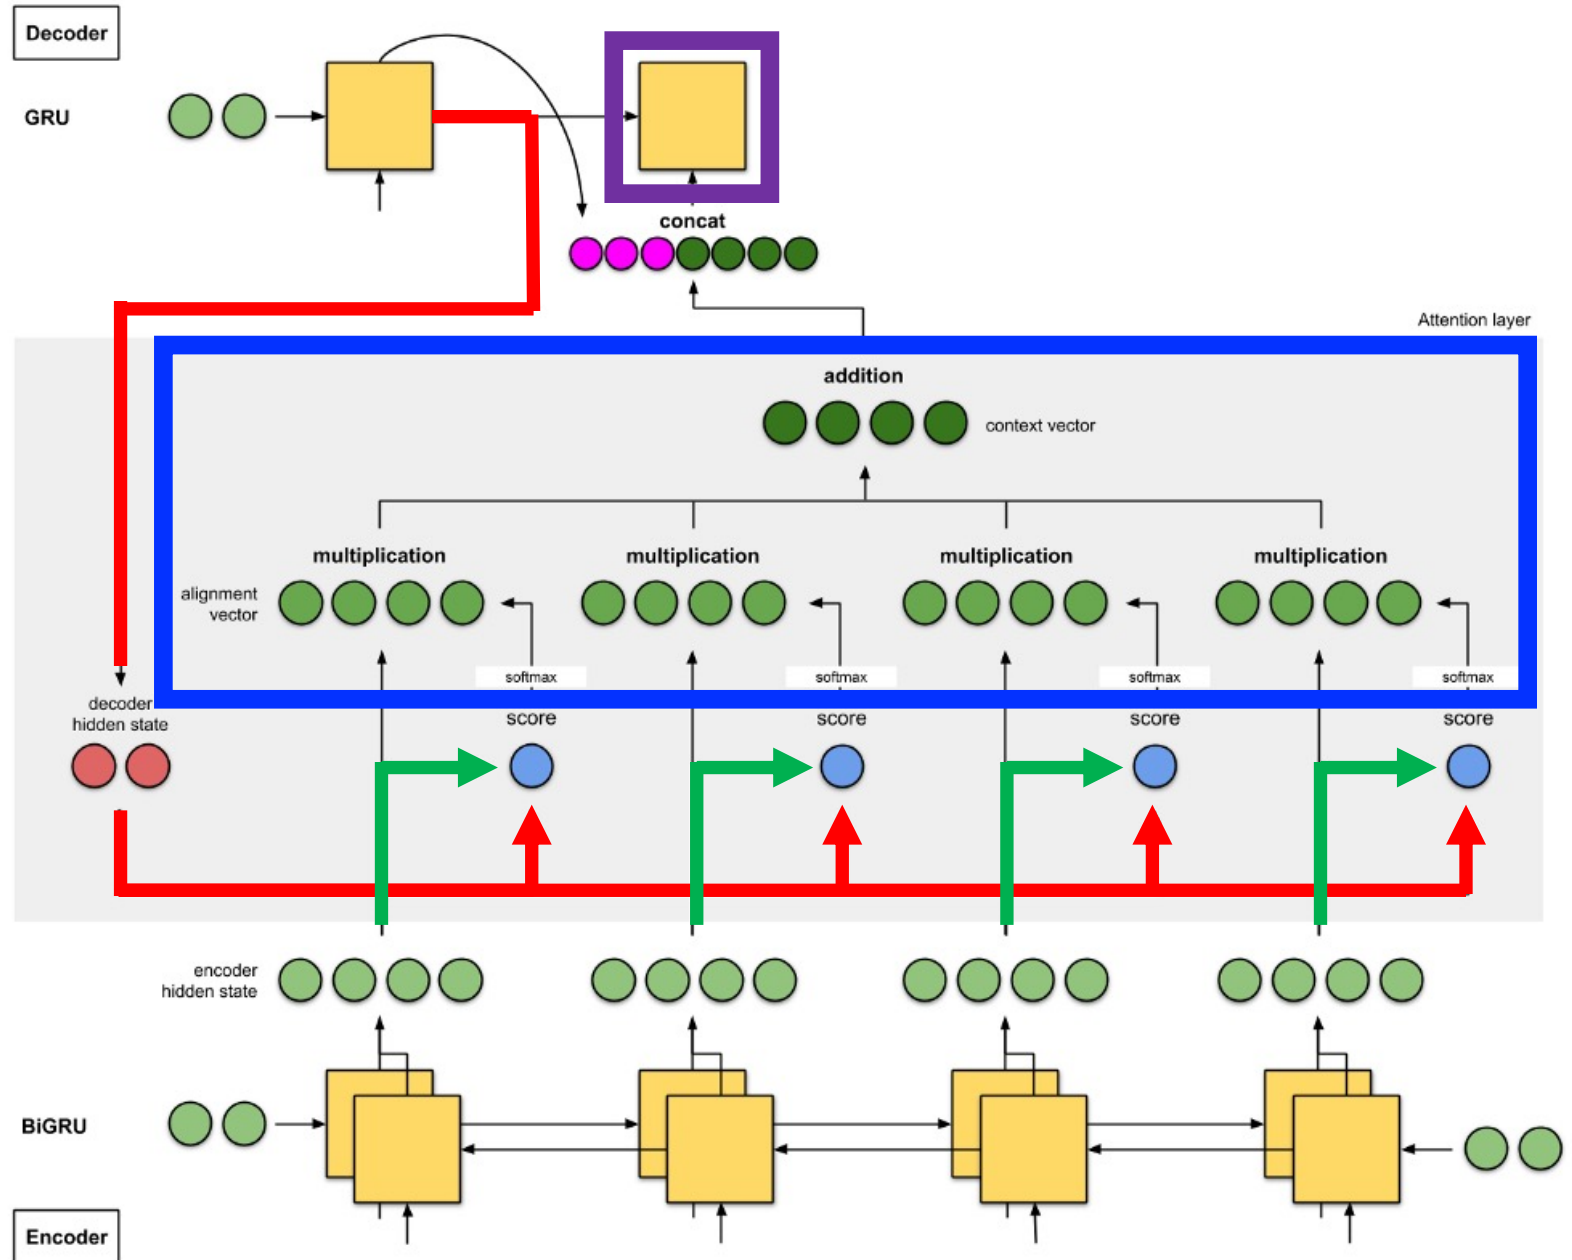 Decoder
GRU
concat
Attention layer
addition
context vector
multiplication
multiplication
multiplication
multiplication
alignment
vector
softmax
softmax
softmax
softmax
decoder
hidden state
score
score
score
score
encoder
hidden state
BiGRU
Encoder